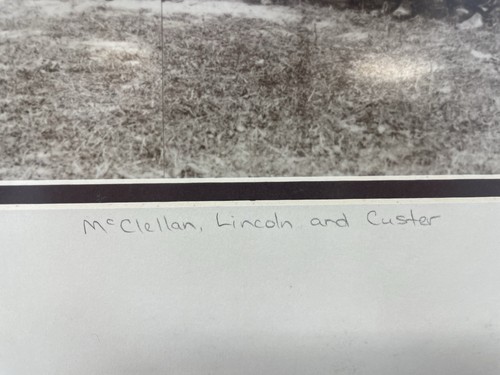 McClellan, Lincoln and Custer